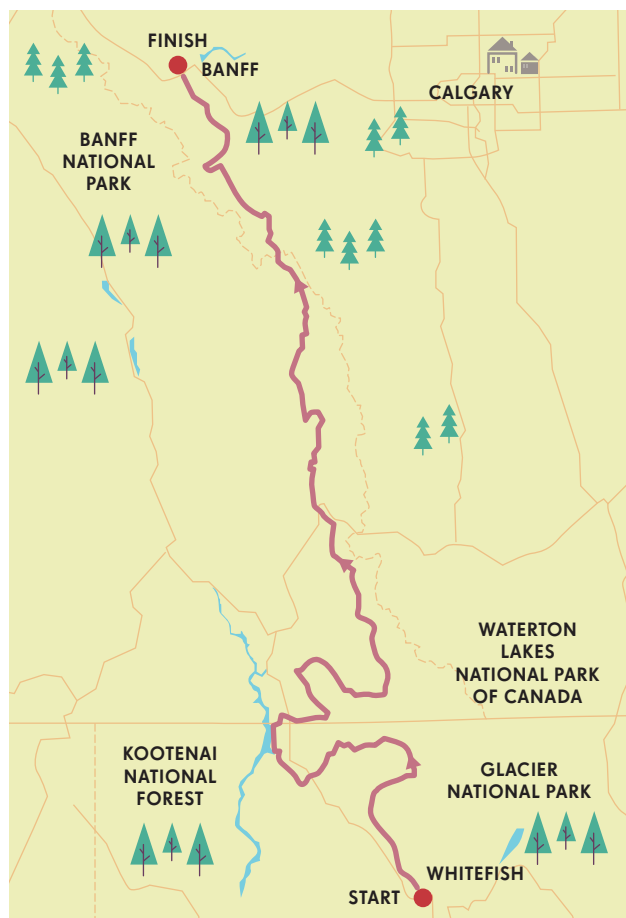 FINISH
BANFF
CALGARY
BANFF
NATIONAL
PARK
WATERTON
LAKES
NATIONAL PARK
OF CANADA
KOOTENAI
NATIONAL
FOREST
GLACIER
NATIONAL PARK
WHITEFISH
START